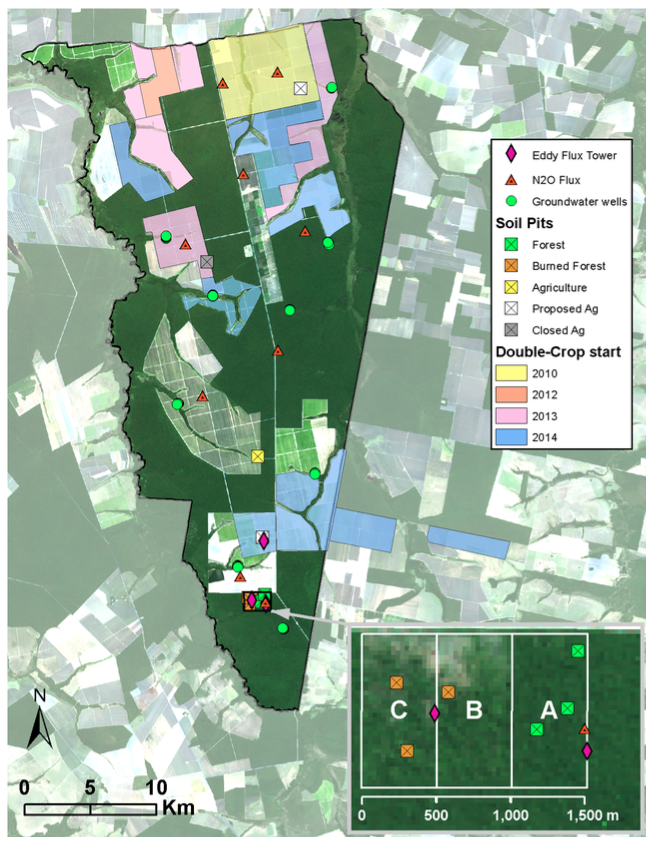 Eddy Flux Tower
N2O Flux
Groundwater wells
Soil Pits
Forest
Burned Forest
Agriculture
Proposed Ag
Closed Ag
Double-Crop start
2010
2012
2013
2014
N
0 5 10
Km
C B A
0 500 1,000 1,500 m